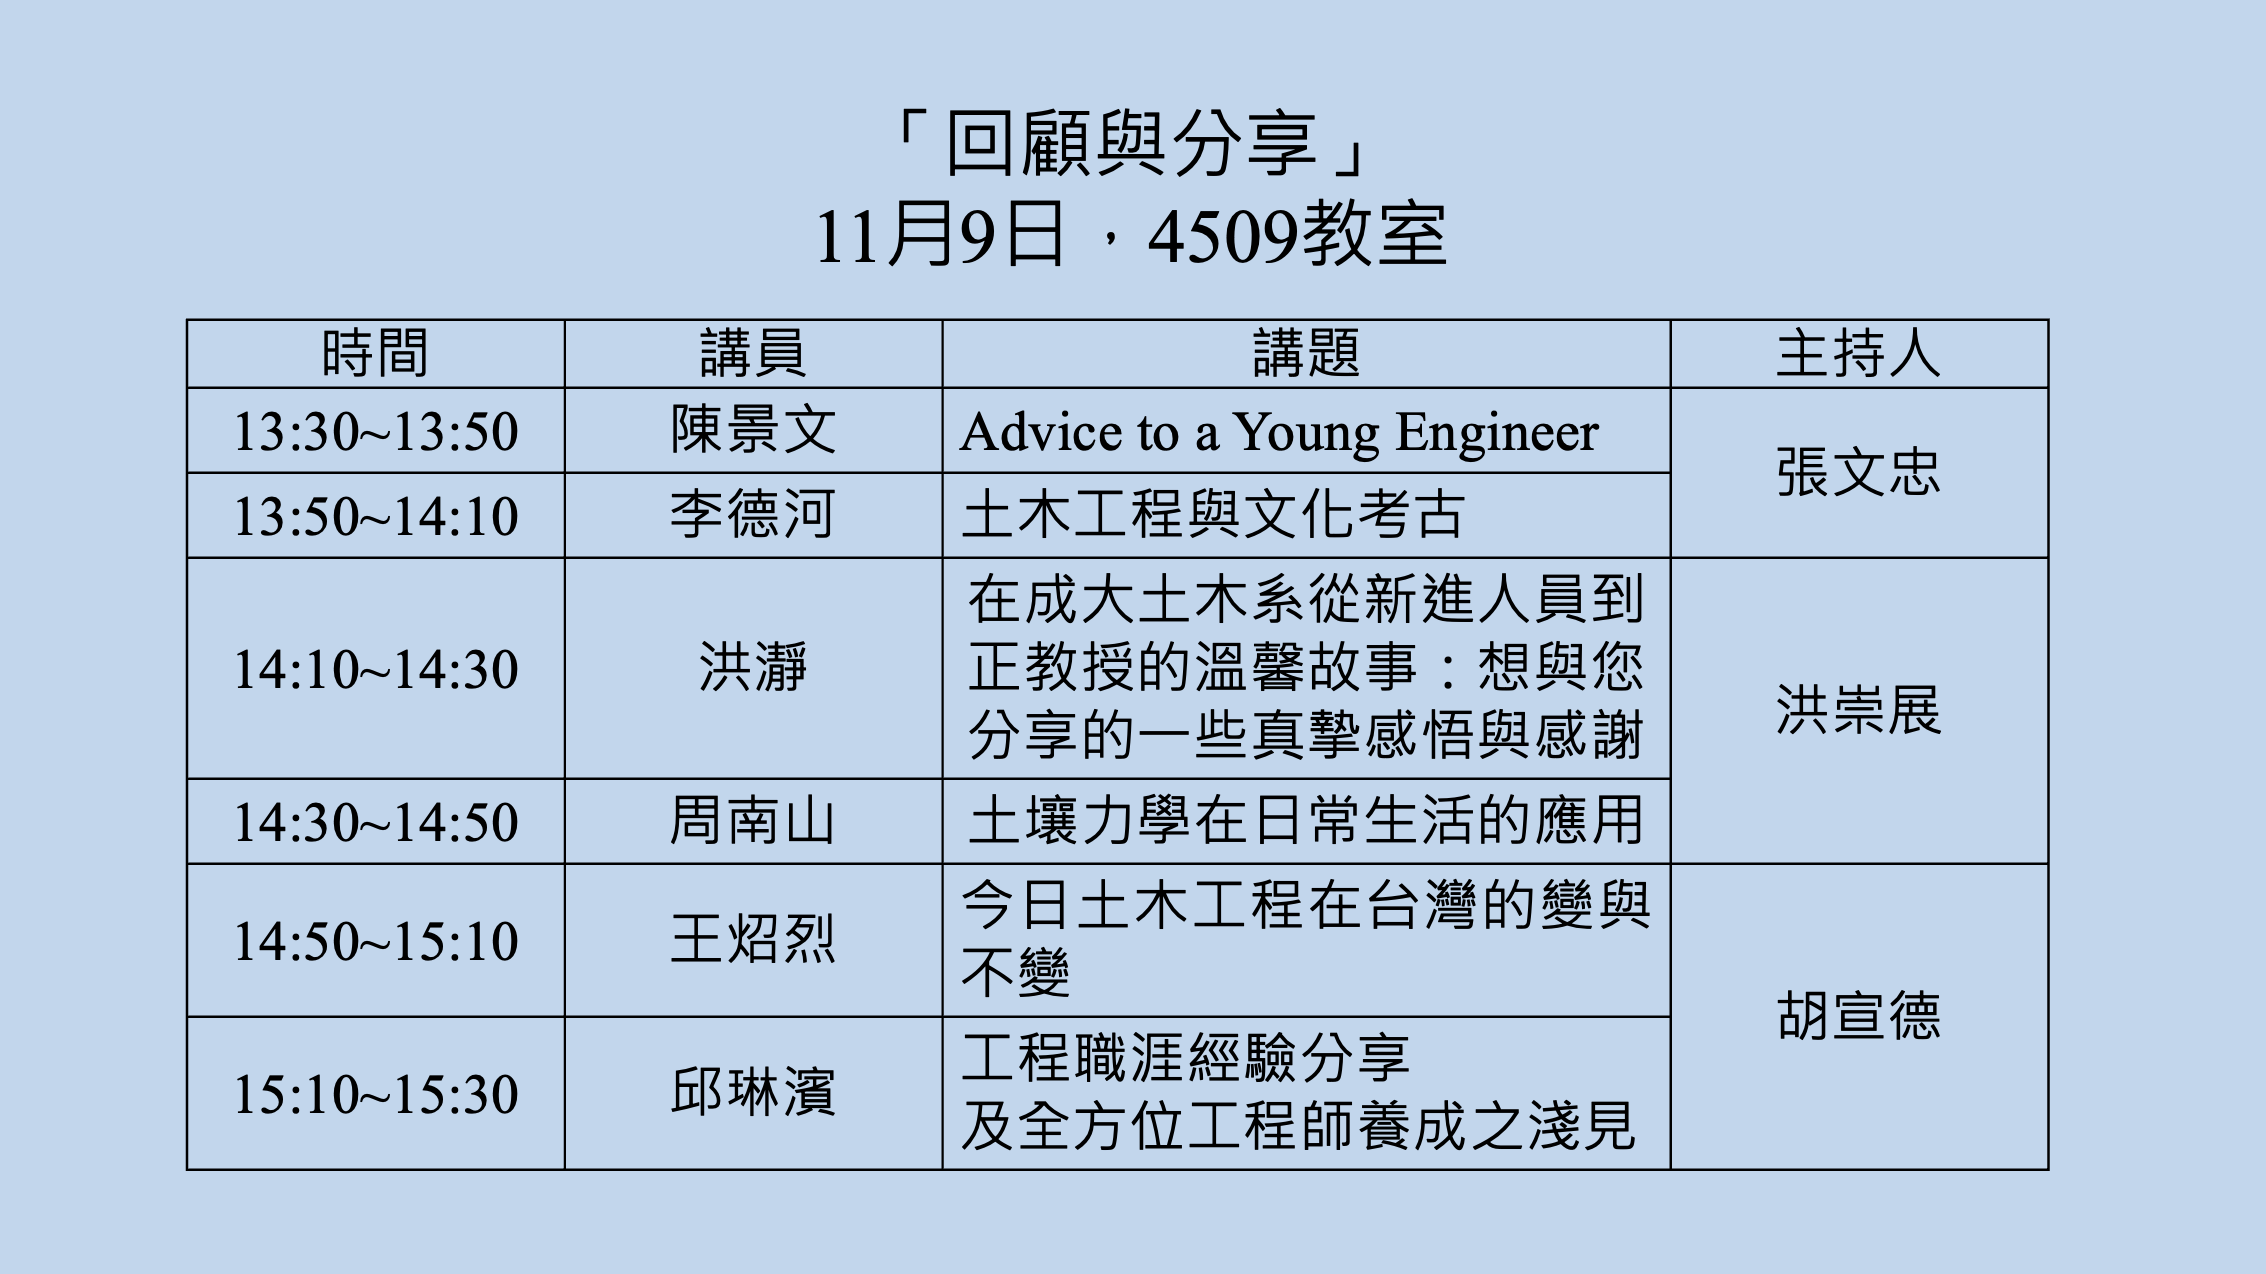 「回顧與分享」
11月9日，4509教室
時間 講員 講題 主持人
13:30~13:50 陳景文 Advice to a Young Engineer 張文忠
13:50~14:10 李德河 土木工程與文化考古
14:10~14:30 洪瀞 在成大土木系從新進人員到
正教授的溫馨故事：想與您
分享的一些真摯感悟與感謝
洪崇展
14:30~14:50 周南山 土壤力學在日常生活的應用
14:50~15:10 王炤烈 今日土木工程在台灣的變與
不變
胡宣德
15:10~15:30 邱琳濱 工程職涯經驗分享
及全方位工程師養成之淺見